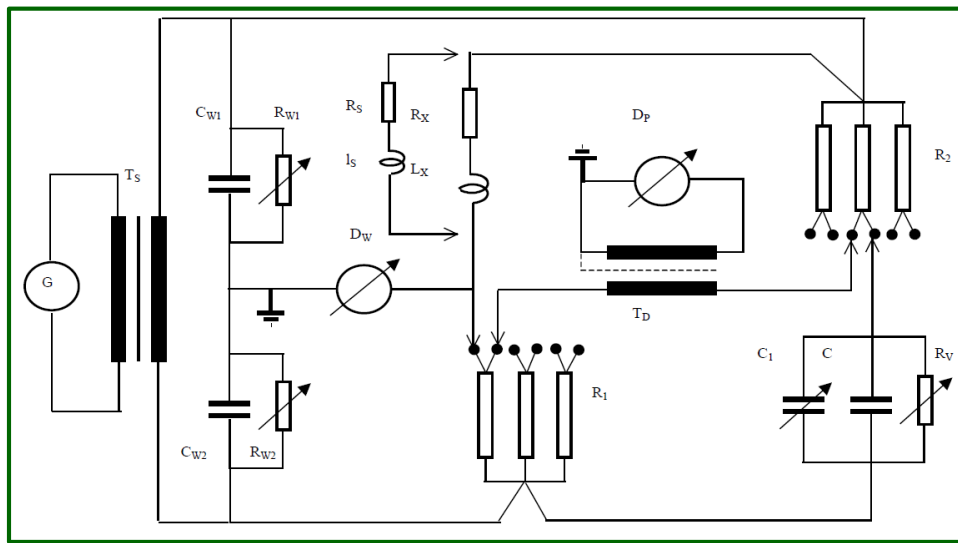 C_W1
R_W1
R_S
R_X
D_P
R_2
l_S
L_X
T_S
D_W
G
T_D
C_1
C
R_V
R_1
C_W2
R_W2